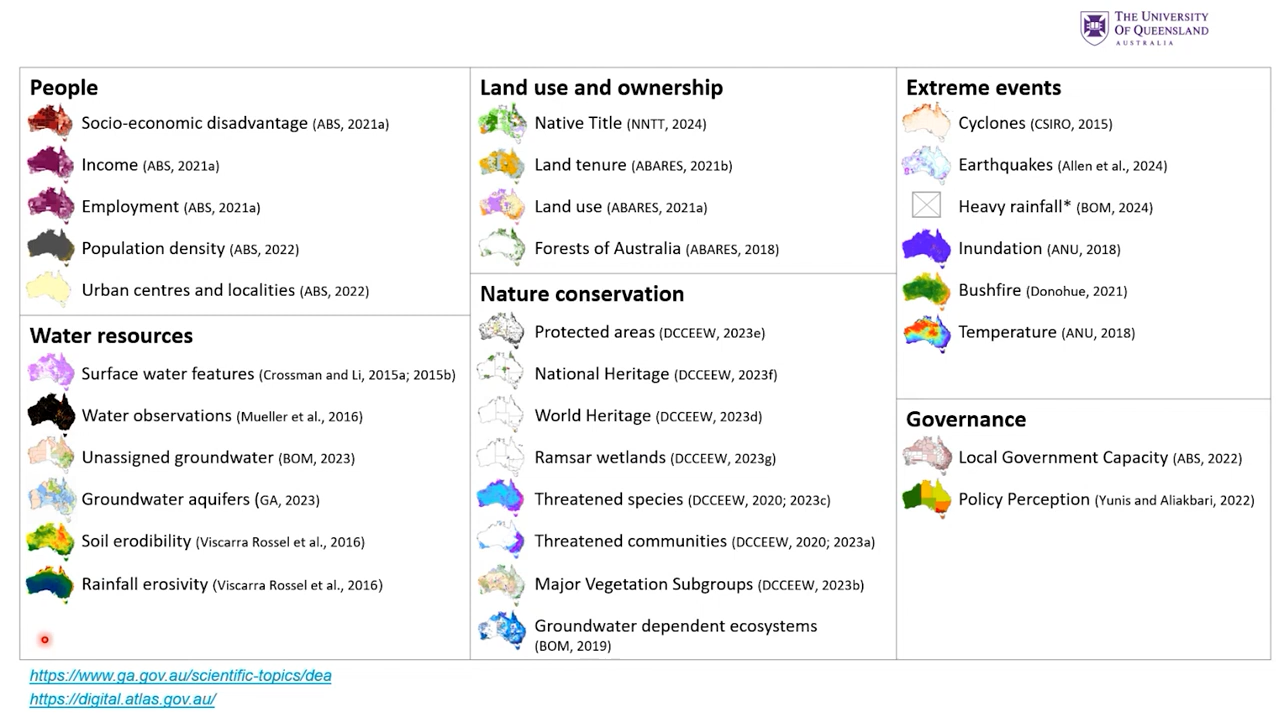 THE UNIVERSITY
OF QUEENSLAND
AUSTRALIA
People
Socio-economic disadvantage (ABS, 2021a)
Income (ABS, 2021a)
Employment (ABS, 2021a)
Population density (ABS, 2022)
Urban centres and localities (ABS, 2022)
Water resources
Surface water features (Crossman and Li, 2015a; 2015b)
Water observations (Mueller et al., 2016)
Unassigned groundwater (BOM, 2023)
Groundwater aquifers (GA, 2023)
Soil erodibility (Viscarra Rossel et al., 2016)
Rainfall erosivity (Viscarra Rossel et al., 2016)
Land use and ownership
Native Title (NNTT, 2024)
Land tenure (ABARES, 2021b)
Land use (ABARES, 2021a)
Forests of Australia (ABARES, 2018)
Nature conservation
Protected areas (DCCEEW, 2023e)
National Heritage (DCCEEW, 2023f)
World Heritage (DCCEEW, 2023d)
Ramsar wetlands (DCCEEW, 2023g)
Threatened species (DCCEEW, 2020; 2023c)
Threatened communities (DCCEEW, 2020; 2023a)
Major Vegetation Subgroups (DCCEEW, 2023b)
Groundwater dependent ecosystems
(BOM, 2019)
Extreme events
Cyclones (CSIRO, 2015)
Earthquakes (Allen et al., 2024)
Heavy rainfall* (BOM, 2024)
Inundation (ANU, 2018)
Bushfire (Donohue, 2021)
Temperature (ANU, 2018)
Governance
Local Government Capacity (ABS, 2022)
Policy Perception (Yunis and Aliakbari, 2022)
https://www.ga.gov.au/scientific-topics/dea
https://digital.atlas.gov.au/